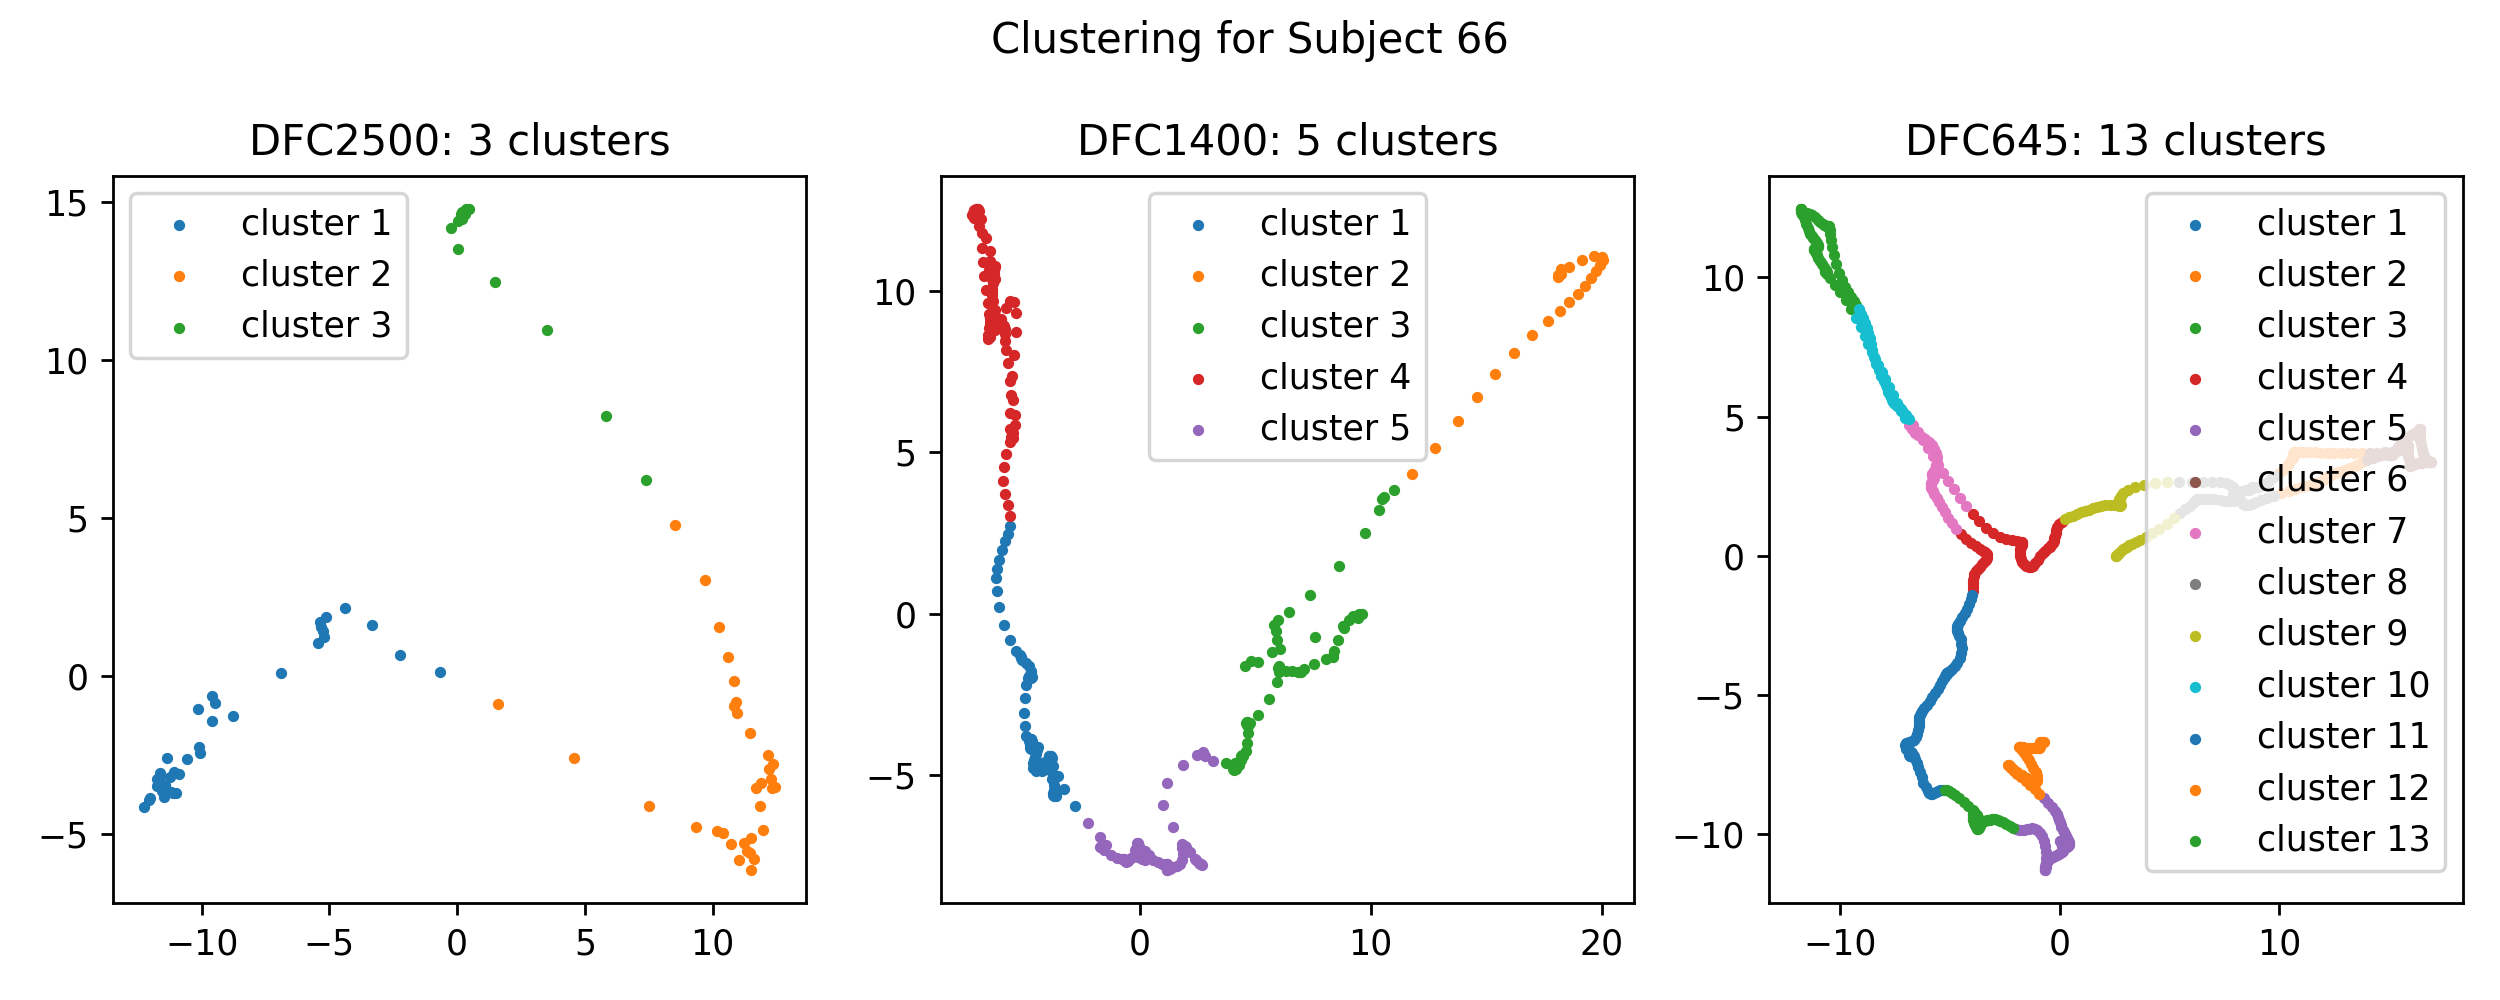 Clustering for Subject 66
DFC2500: 3 clusters
15
10
5
0
−5
−10
−5
0
5
10
cluster 1
cluster 2
cluster 3
DFC1400: 5 clusters
10
5
0
−5
0
10
20
cluster 1
cluster 2
cluster 3
cluster 4
cluster 5
DFC645: 13 clusters
10
5
0
−5
−10
−10
0
10
cluster 1
cluster 2
cluster 3
cluster 4
cluster 5
cluster 6
cluster 7
cluster 8
cluster 9
cluster 10
cluster 11
cluster 12
cluster 13